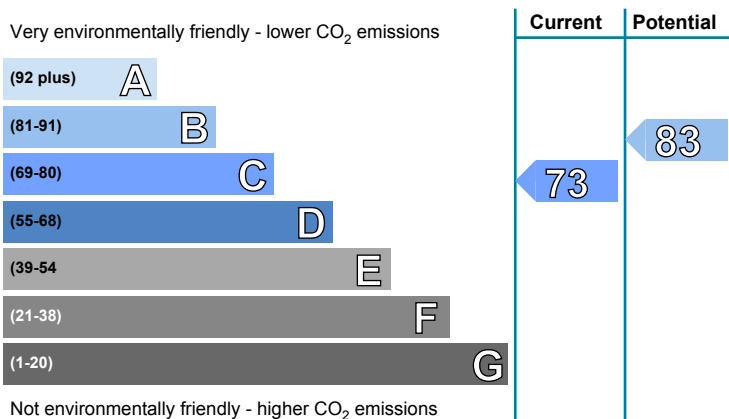 Very environmentally friendly - lower CO2 emissions
Current
Potential
(92 plus) A
(81-91) B
(69-80) C
(55-68) D
(39-54 E
(21-38) F
(1-20) G
73
83
Not environmentally friendly - higher CO2 emissions